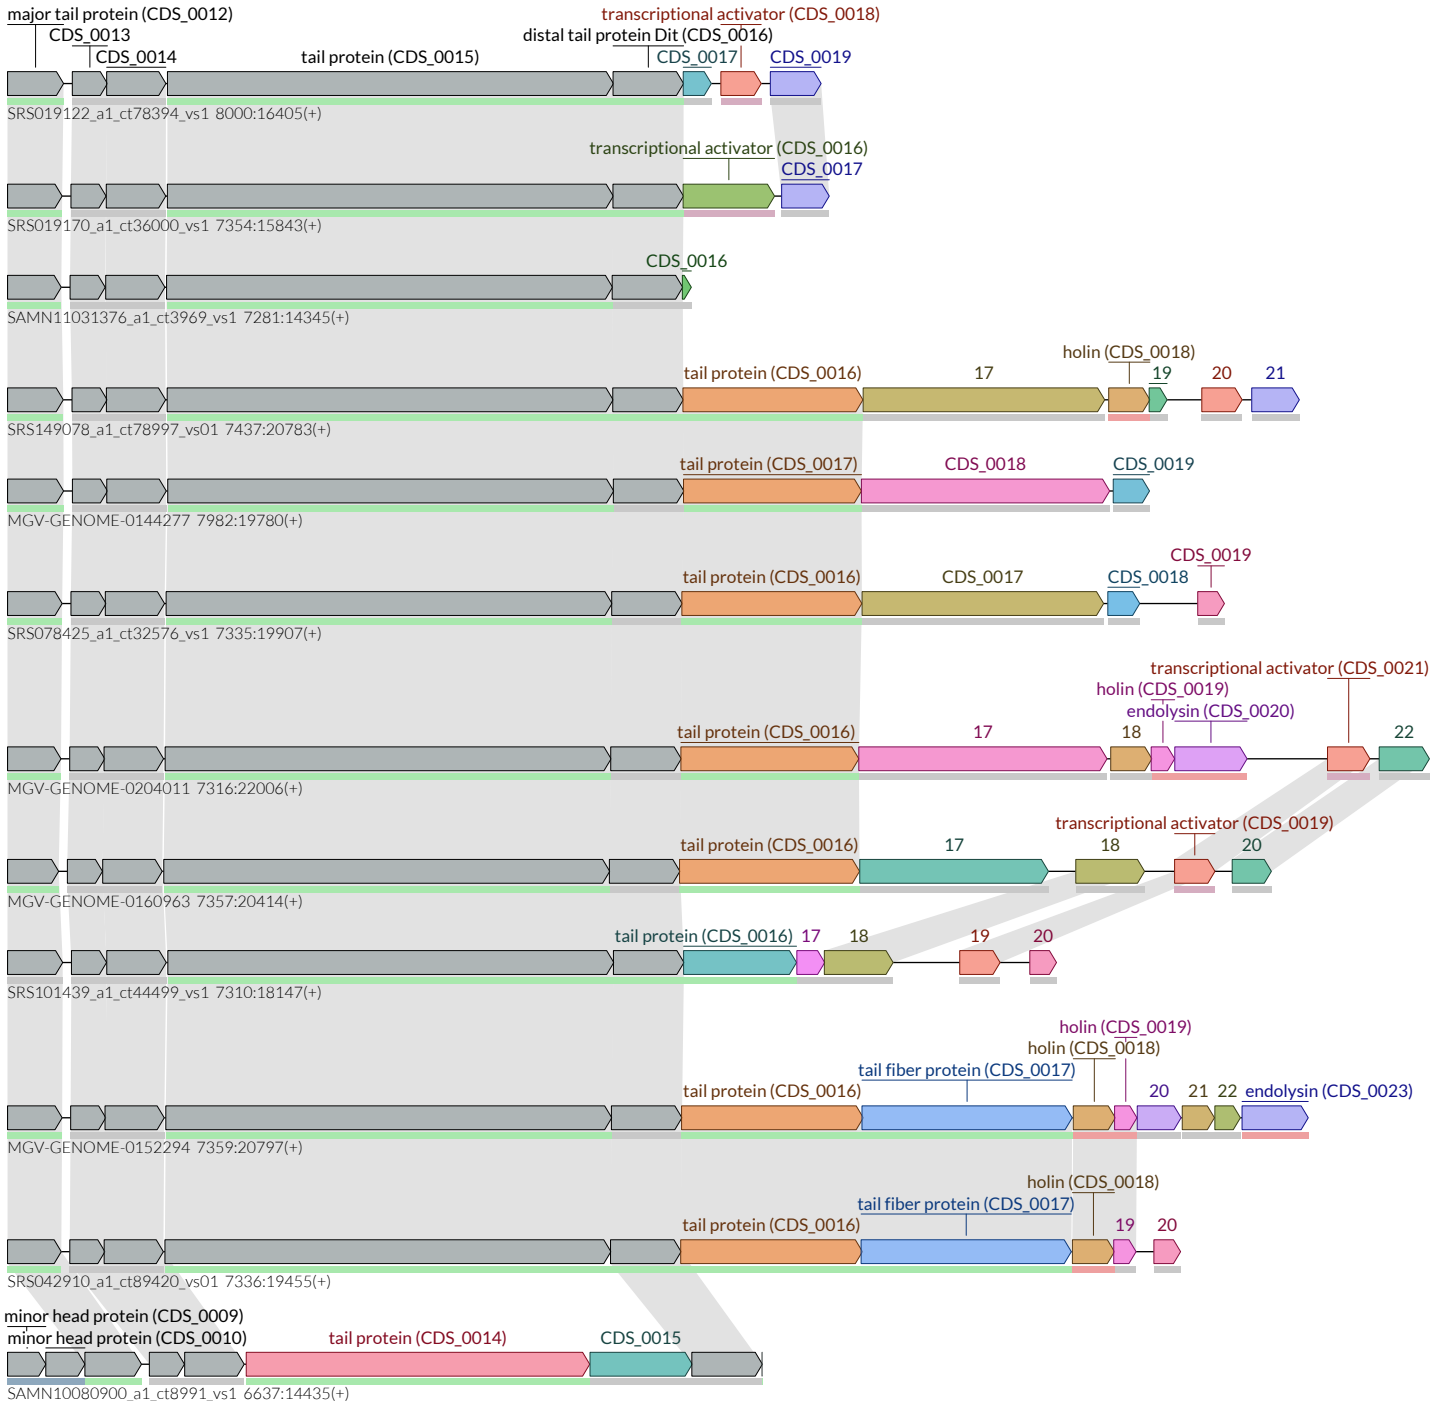 major tail protein (CDS_0012)
transcriptional activator (CDS_0018)
CDS_0013
distal tail protein Dit (CDS_0016)
CDS_0014
tail protein (CDS_0015)
CDS_0017
CDS_0019
SRS019122_a1_ct78394_vs1 8000:16405(+)
transcriptional activator (CDS_0016)
CDS_0017
SRS019170_a1_ct36000_vs1 7354:15843(+)
CDS_0016
SAMN11031376_a1_ct3969_vs1 7281:14345(+)
holin (CDS_0018)
tail protein (CDS_0016)
17
19
20
21
SRS149078_a1_ct78997_vs01 7437:20783(+)
tail protein (CDS_0017)
CDS_0018
CDS_0019
MGV-GENOME-0144277 7982:19780(+)
CDS_0019
tail protein (CDS_0016)
CDS_0017
CDS_0018
SRS078425_a1_ct32576_vs1 7335:19907(+)
transcriptional activator (CDS_0021)
holin (CDS_0019)
endolysin (CDS_0020)
tail protein (CDS_0016)
17
18
22
MGV-GENOME-0204011 7316:22006(+)
transcriptional activator (CDS_0019)
tail protein (CDS_0016)
17
18
20
MGV-GENOME-0160963 7357:20414(+)
tail protein (CDS_0016)
17
18
19
20
SRS101439_a1_ct44499_vs1 7310:18147(+)
holin (CDS_0019)
holin (CDS_0018)
tail fiber protein (CDS_0017)
tail protein (CDS_0016)
20
21
22
endolysin (CDS_0023)
MGV-GENOME-0152294 7359:20797(+)
holin (CDS_0018)
tail fiber protein (CDS_0017)
tail protein (CDS_0016)
19
20
SRS042910_a1_ct89420_vs01 7336:19455(+)
minor head protein (CDS_0009)
minor head protein (CDS_0010)
tail protein (CDS_0014)
CDS_0015
SAMN10080900_a1_ct8991_vs1 6637:14435(+)